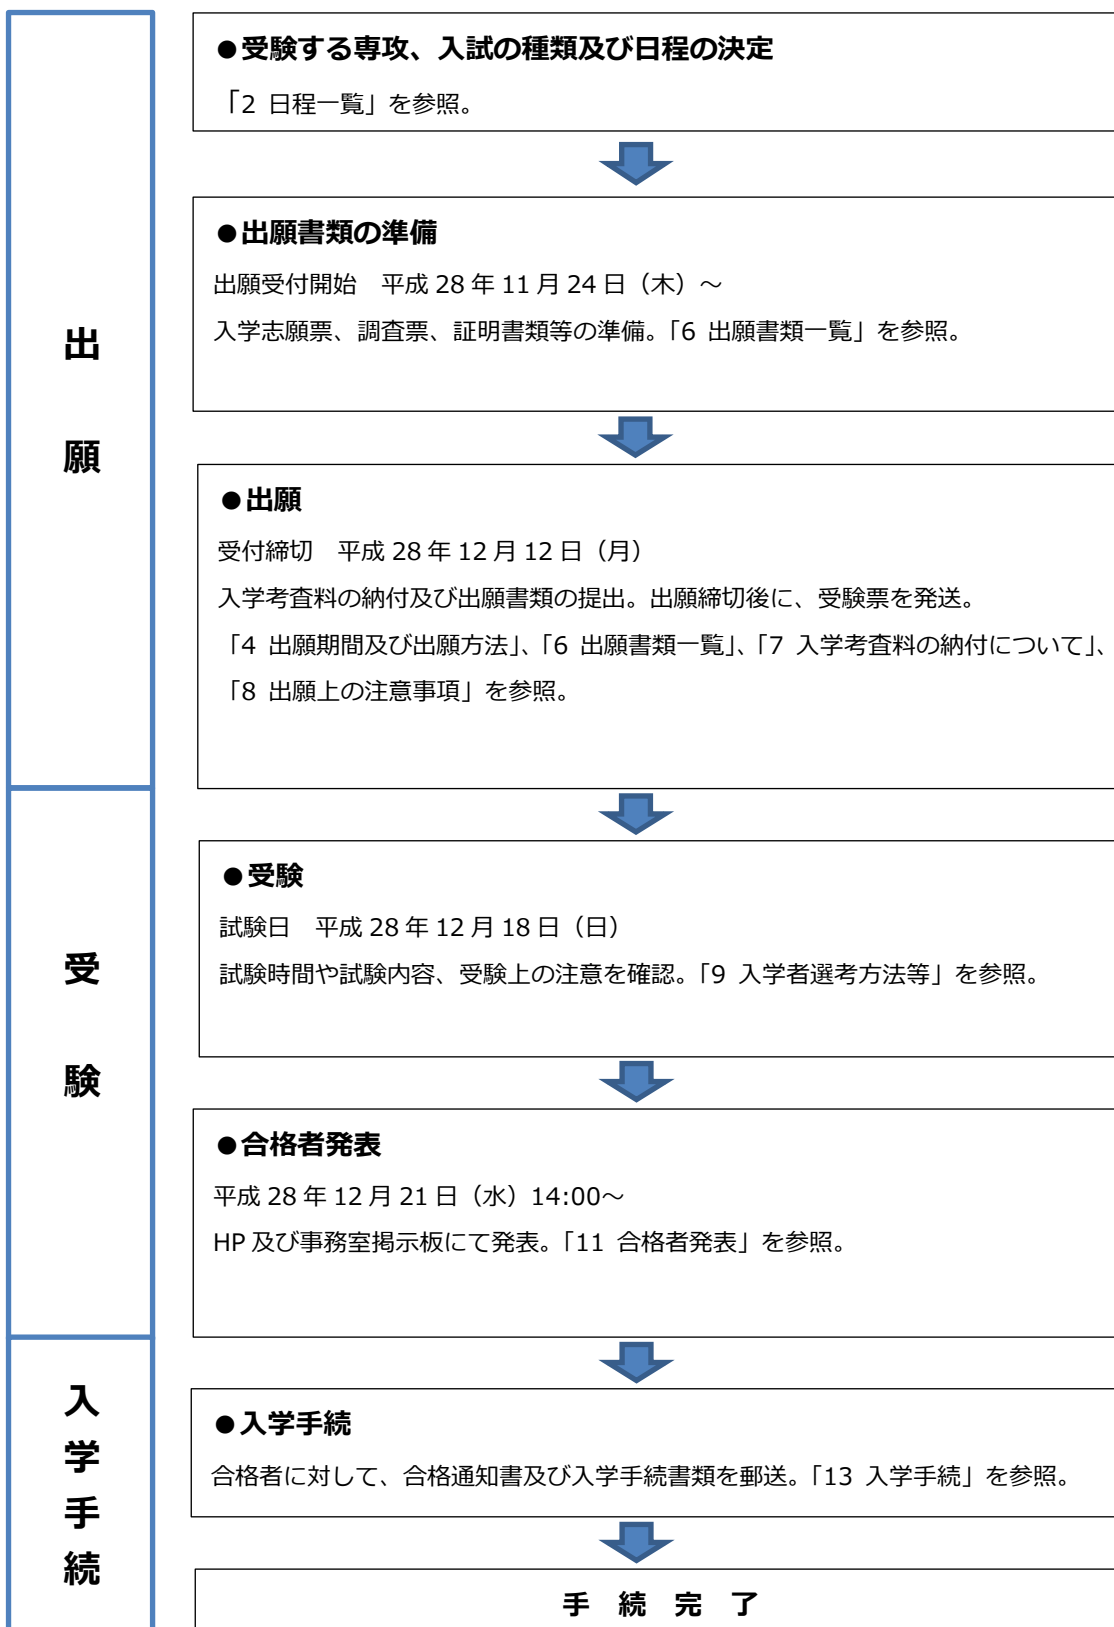 出願
●受験する専攻、入試の種類及び日程の決定
「2 日程一覧」を参照。
●出願書類の準備
出願受付開始　平成 28 年 11 月 24 日（木）～
入学志願票、調査票、証明書類等の準備。「6 出願書類一覧」を参照。
●出願
受付締切　平成 28 年 12 月 12 日（月）
入学考査料の納付及び出願書類の提出。出願締切後に、受験票を発送。
「4 出願期間及び出願方法」、「6 出願書類一覧」、「7 入学考査料の納付について」、
「8 出願上の注意事項」を参照。
受験
●受験
試験日　平成 28 年 12 月 18 日（日）
試験時間や試験内容、受験上の注意を確認。「9 入学者選考方法等」を参照。
●合格者発表
平成 28 年 12 月 21 日（水）14:00～
HP 及び事務室掲示板にて発表。「11 合格者発表」を参照。
入学手続
●入学手続
合格者に対して、合格通知書及び入学手続書類を郵送。「13 入学手続」を参照。
手　続　完　了